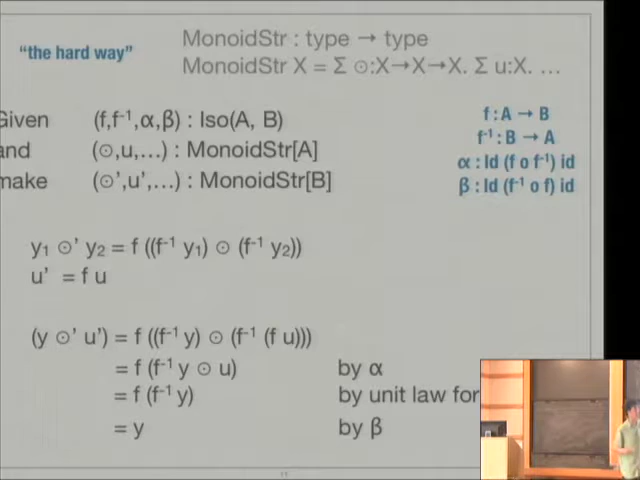 “the hard way”
MonoidStr : type → type
MonoidStr X = Σ ⊙:X→X→X. Σ u:X. …
Given (f,f⁻¹,α,β) : Iso(A, B)
and (⊙,u,…) : MonoidStr[A]
make (⊙’,u’,…) : MonoidStr[B]
f : A → B
f⁻¹ : B → A
α : Id (f o f⁻¹) id
β : Id (f⁻¹ o f) id
y₁ ⊙’ y₂ = f ((f⁻¹ y₁) ⊙ (f⁻¹ y₂))
u’ = f u
(y ⊙’ u’) = f ((f⁻¹ y) ⊙ (f⁻¹ (f u)))
= f (f⁻¹ y ⊙ u) by α
= f (f⁻¹ y) by unit law for
= y by β